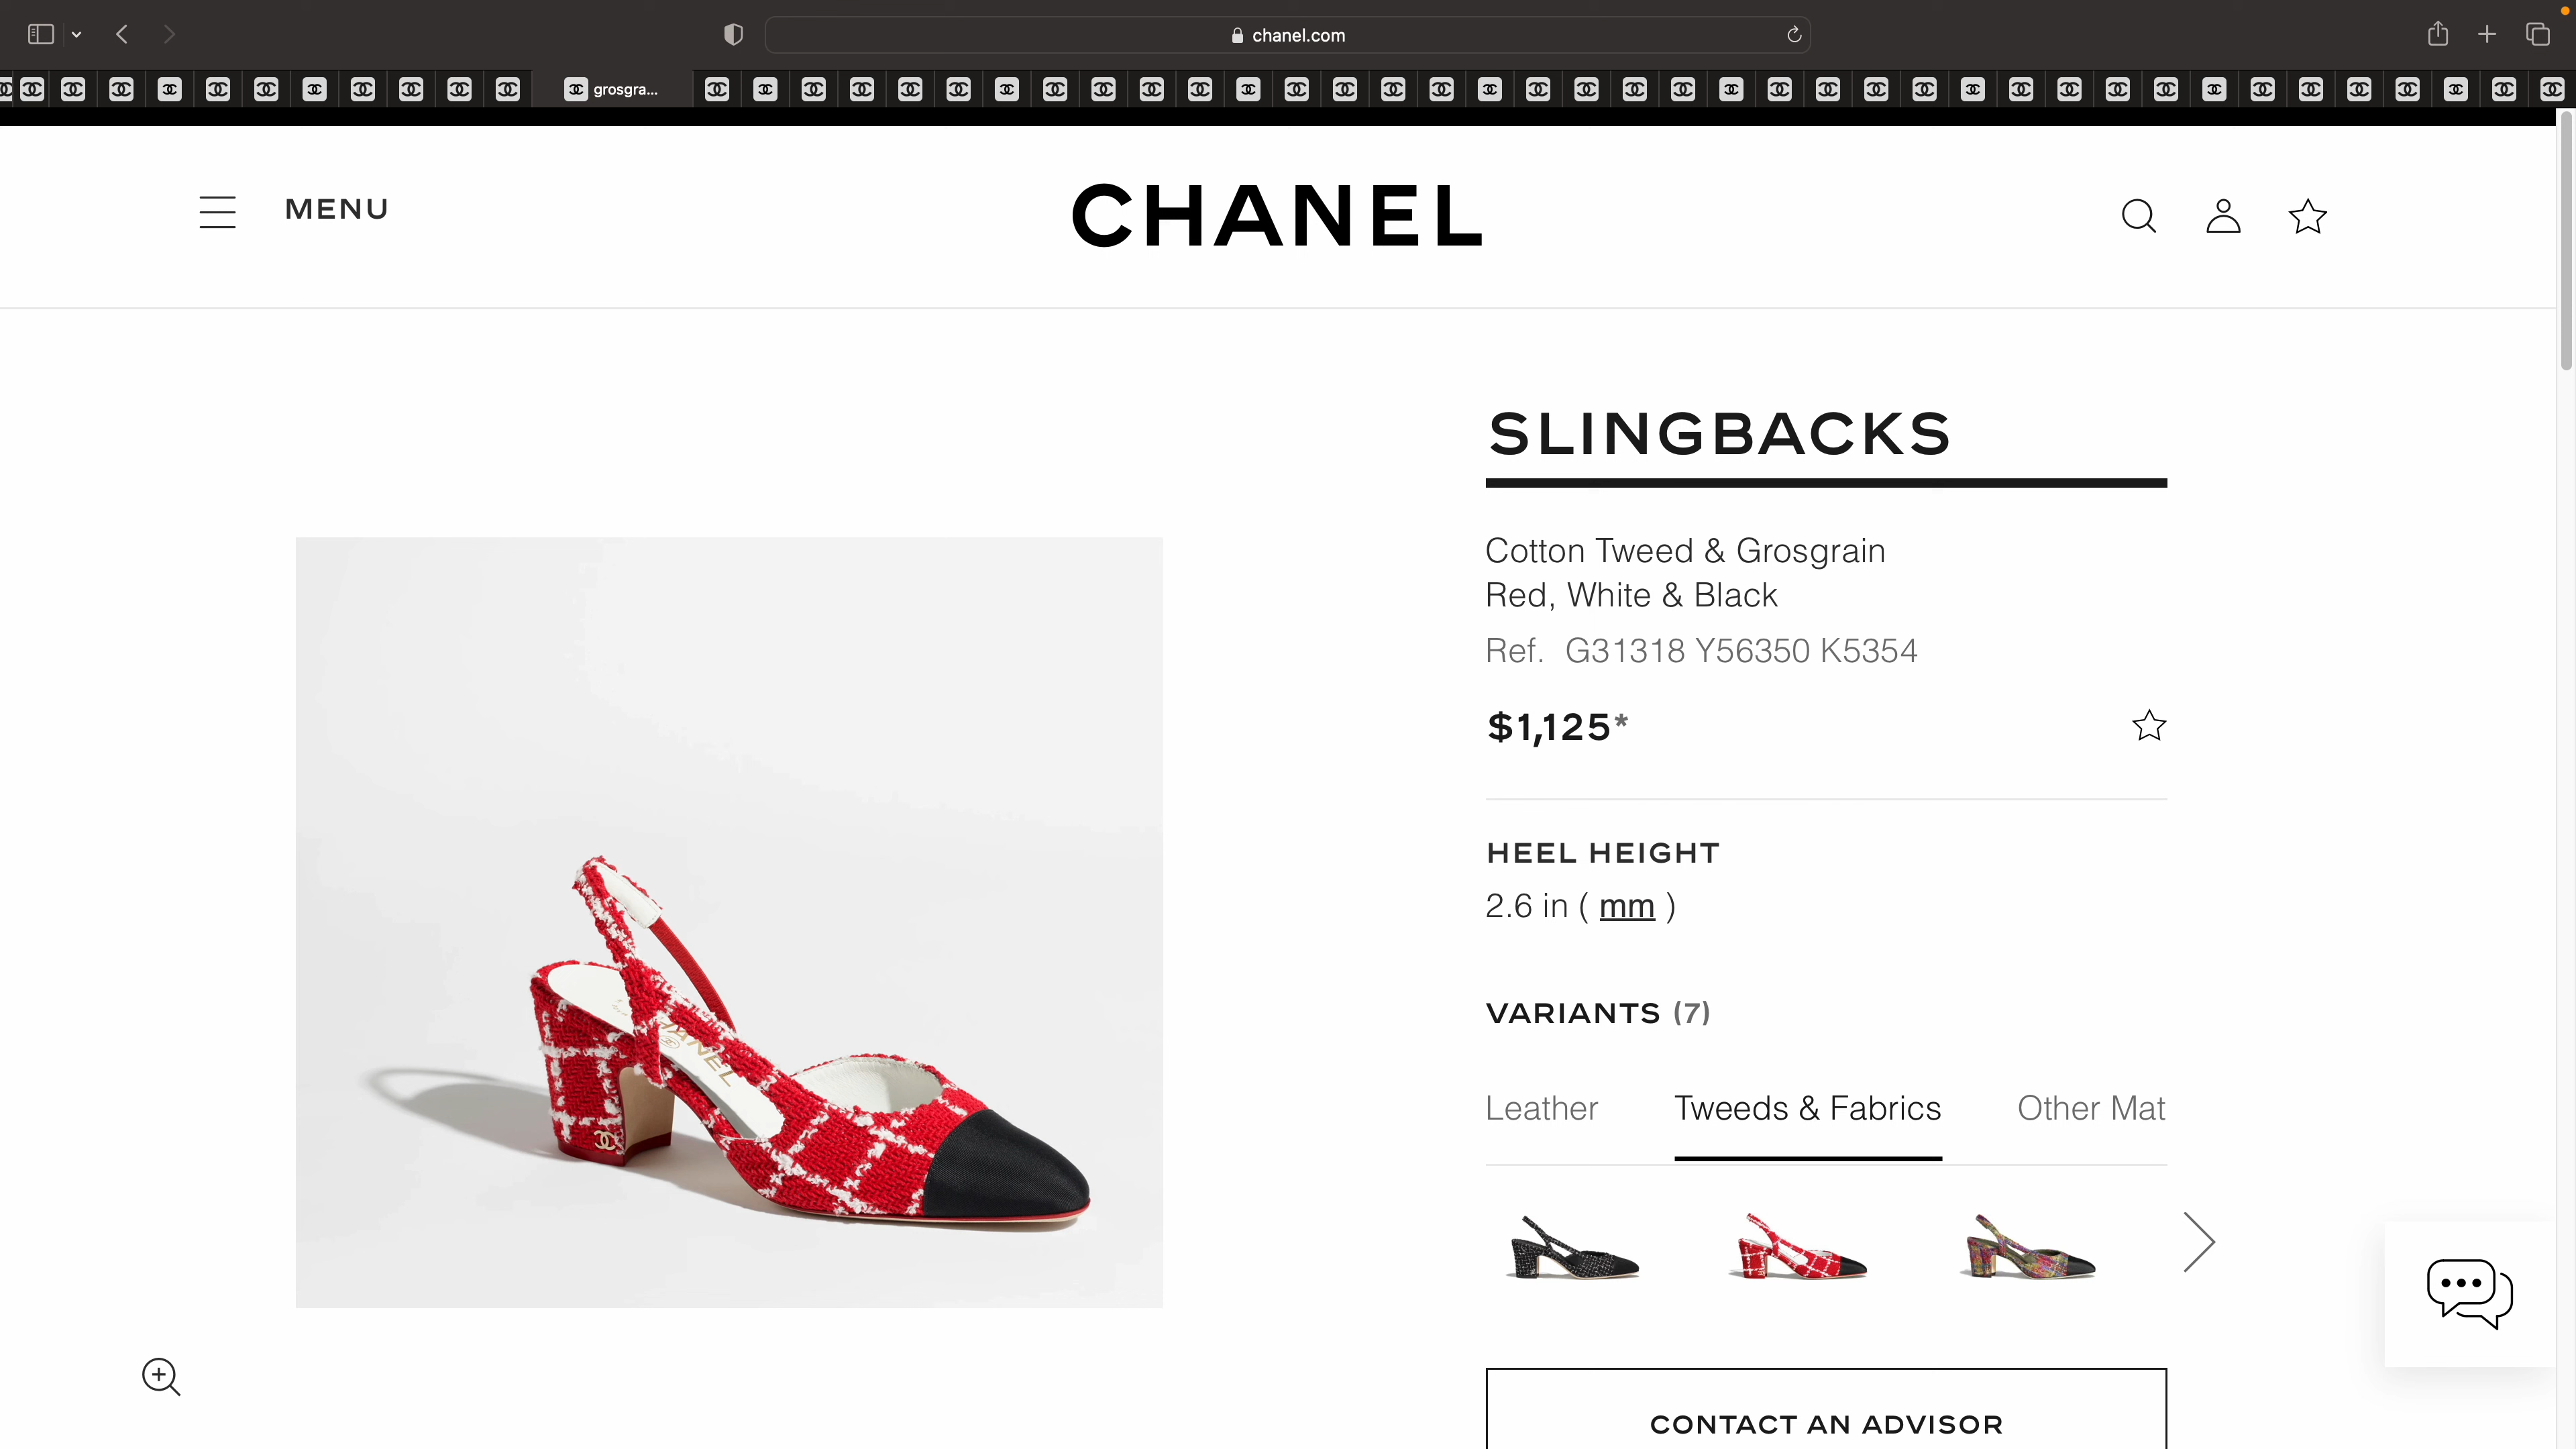 chanel.com
grosgra...
MENU
CHANEL
SLINGBACKS
Cotton Tweed & Grosgrain
Red, White & Black
Ref. G31318 Y56350 K5354
$1,125*
HEEL HEIGHT
2.6 in ( mm )
VARIANTS (7)
Leather Tweeds & Fabrics Other Mat
CONTACT AN ADVISOR
CHANEL